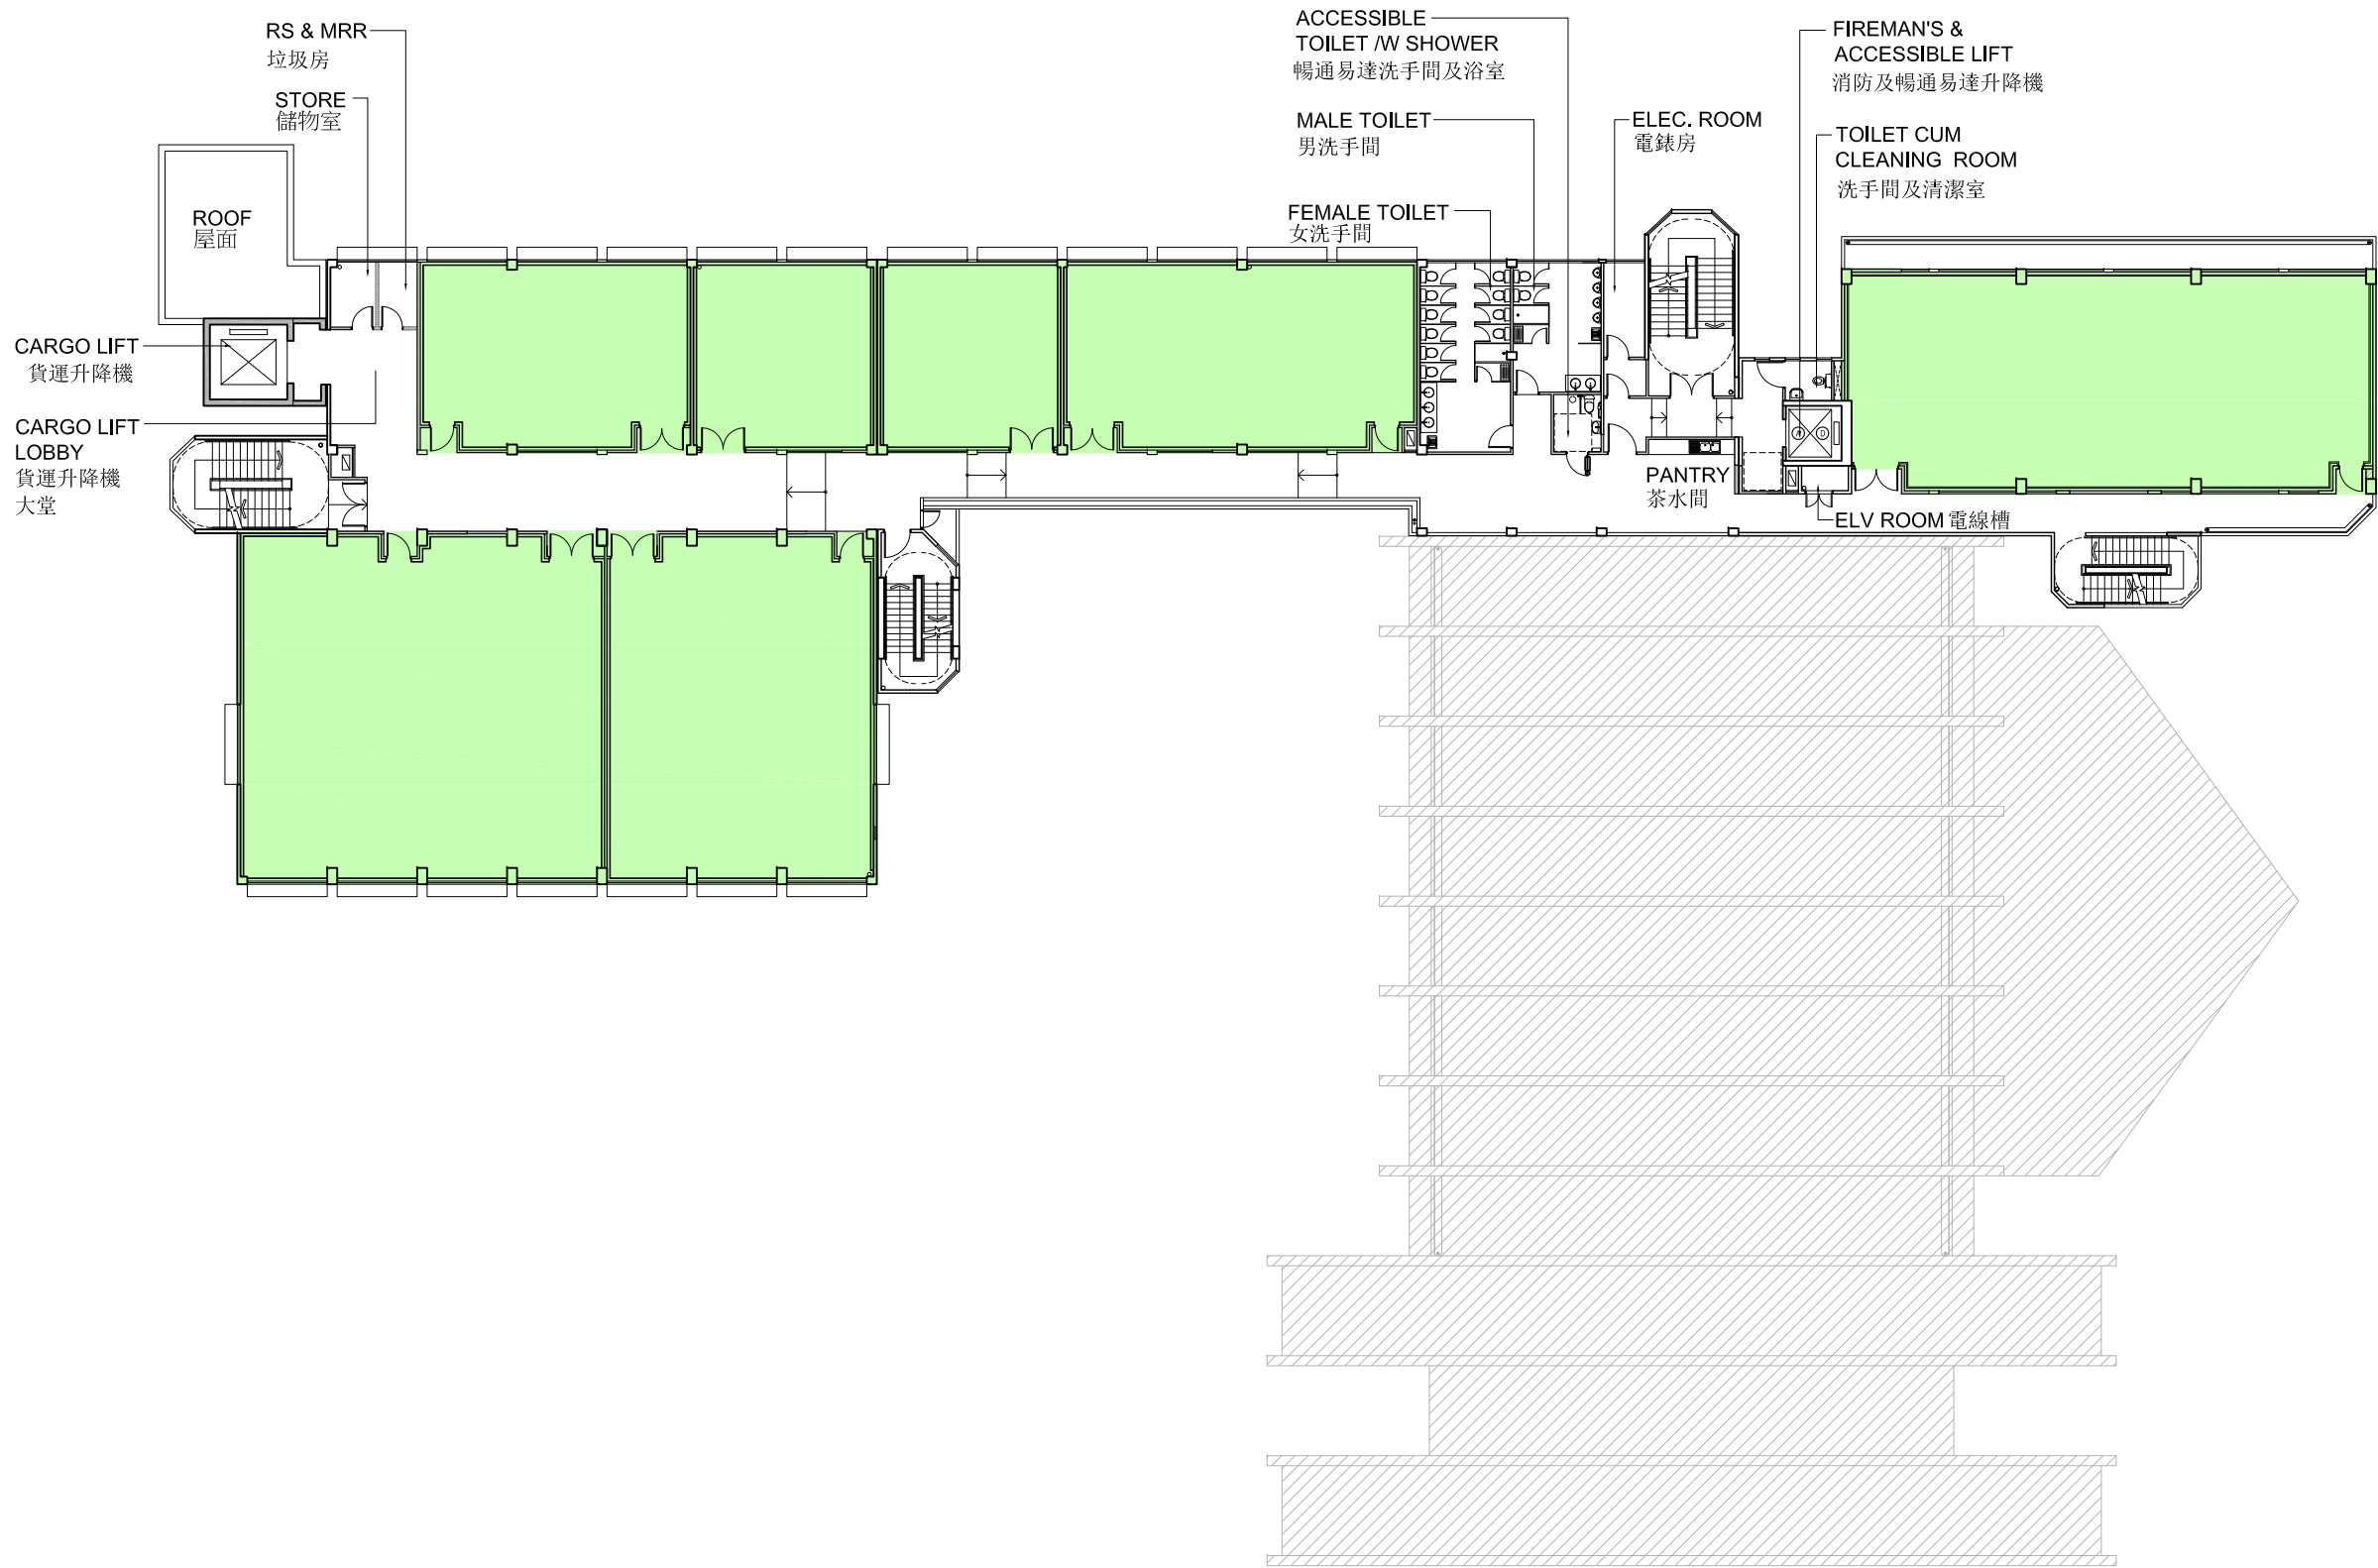 RS & MRR
垃圾房
STORE
儲物室
ROOF
屋面
CARGO LIFT
貨運升降機
CARGO LIFT
LOBBY
貨運升降機
大堂
ACCESSIBLE
TOILET /W SHOWER
暢通易達洗手間及浴室
MALE TOILET
男洗手間
FEMALE TOILET
女洗手間
ELEC. ROOM
電錶房
FIREMAN'S &
ACCESSIBLE LIFT
消防及暢通易達升降機
TOILET CUM
CLEANING ROOM
洗手間及清潔室
A D
PANTRY
茶水間
ELV ROOM 電線槽